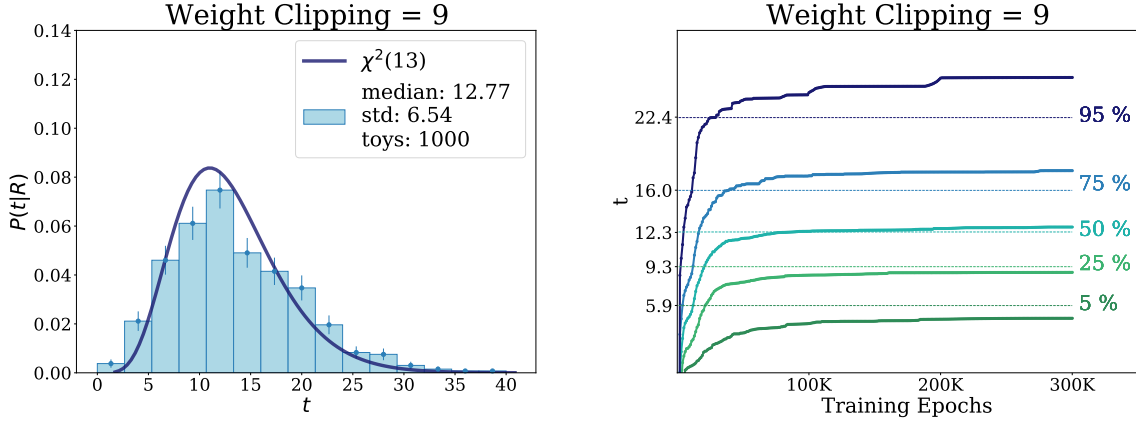 Weight Clipping = 9
0.14
0.12
0.10
0.08
0.06
0.04
0.02
0.00
P(t|R)
χ²(13)
median: 12.77
std: 6.54
toys: 1000
0 5 10 15 20 25 30 35 40
t
Weight Clipping = 9
t
22.4
16.0
12.3
9.3
5.9
95 %
75 %
50 %
25 %
5 %
100K 200K 300K
Training Epochs